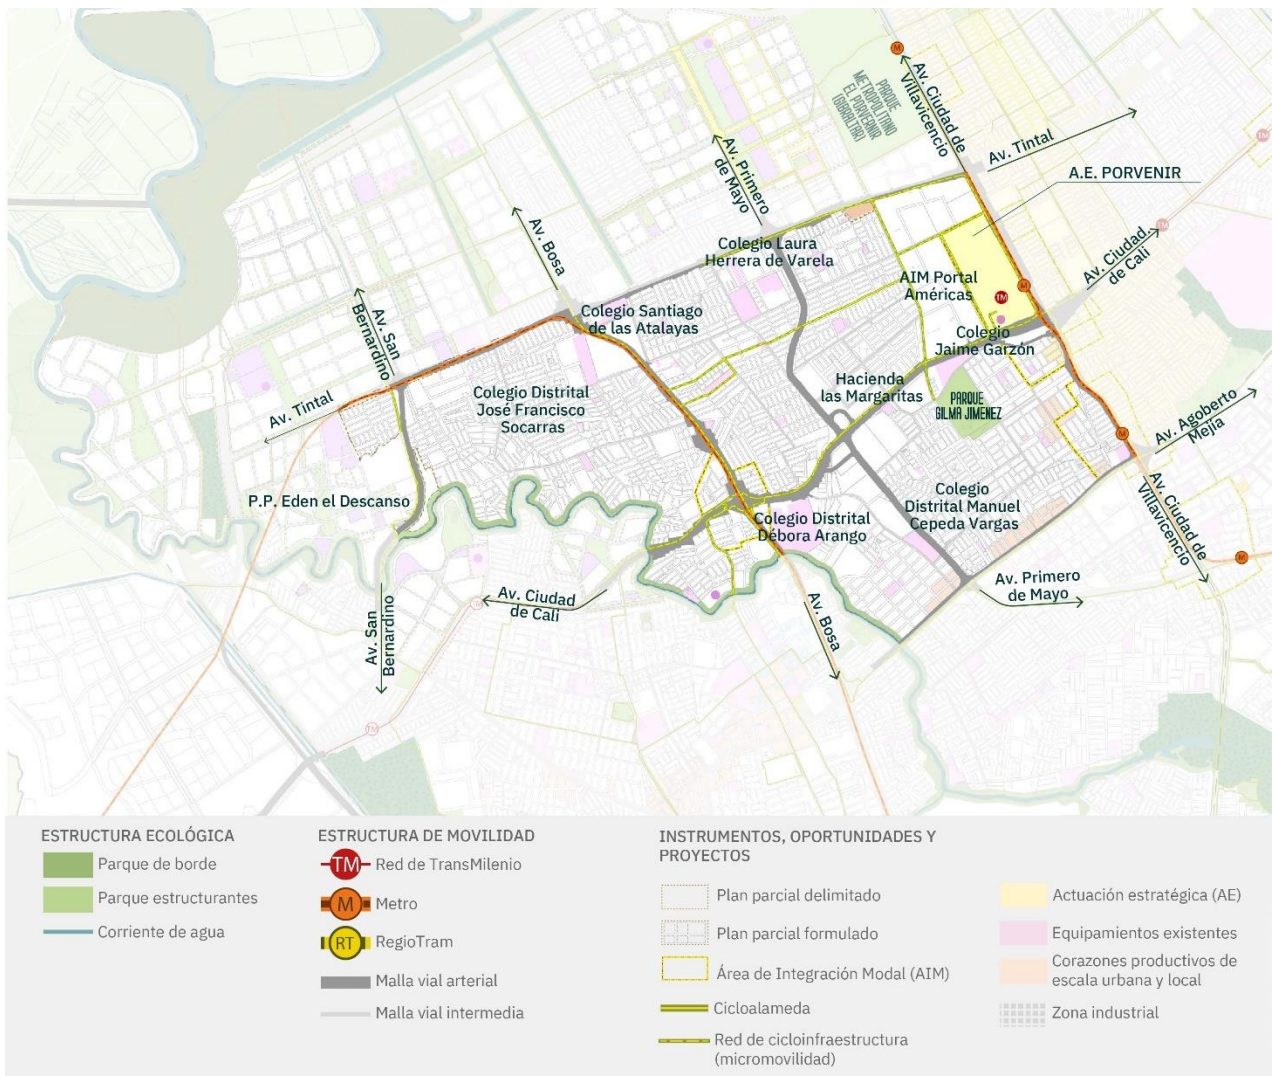 M
Av. Ciudad de
Villavicencio
PARQUE
METROPOLITANO
EL PORVERNIR
(GIBRALTAR)
Av. Tintal
TM
A.E. PORVENIR
Av. Primero
de Mayo
Av. Bosa
Colegio Laura
Herrera de Varela
Av. Ciudad
de Cali
TM
AIM Portal
Américas
M
TM
Av. San
Bernardino
Colegio Santiago
de las Atalayas
Colegio
Jaime Garzón
Hacienda
las Margaritas
Colegio Distrital
José Francisco
Socarras
PARQUE
GILMA JIMENEZ
Av. Tintal
M
Av. Agoberto
Mejía
P.P. Eden el Descanso
Colegio
Distrital Manuel
Cepeda Vargas
Av. Ciudad de
Villavicencio
Colegio Distrital
Débora Arango
M
Av. Primero
de Mayo
Av. Ciudad
de Cali
TM
Av. San
Bernardino
Av. Bosa
TM
ESTRUCTURA ECOLÓGICA
Parque de borde
Parque estructurantes
Corriente de agua
ESTRUCTURA DE MOVILIDAD
TM Red de TransMilenio
M Metro
RT RegioTram
Malla vial arterial
Malla vial intermedia
INSTRUMENTOS, OPORTUNIDADES Y
PROYECTOS
Plan parcial delimitado
Plan parcial formulado
Área de Integración Modal (AIM)
Cicloalameda
Red de cicloinfraestructura
(micromovilidad)
Actuación estratégica (AE)
Equipamientos existentes
Corazones productivos de
escala urbana y local
Zona industrial